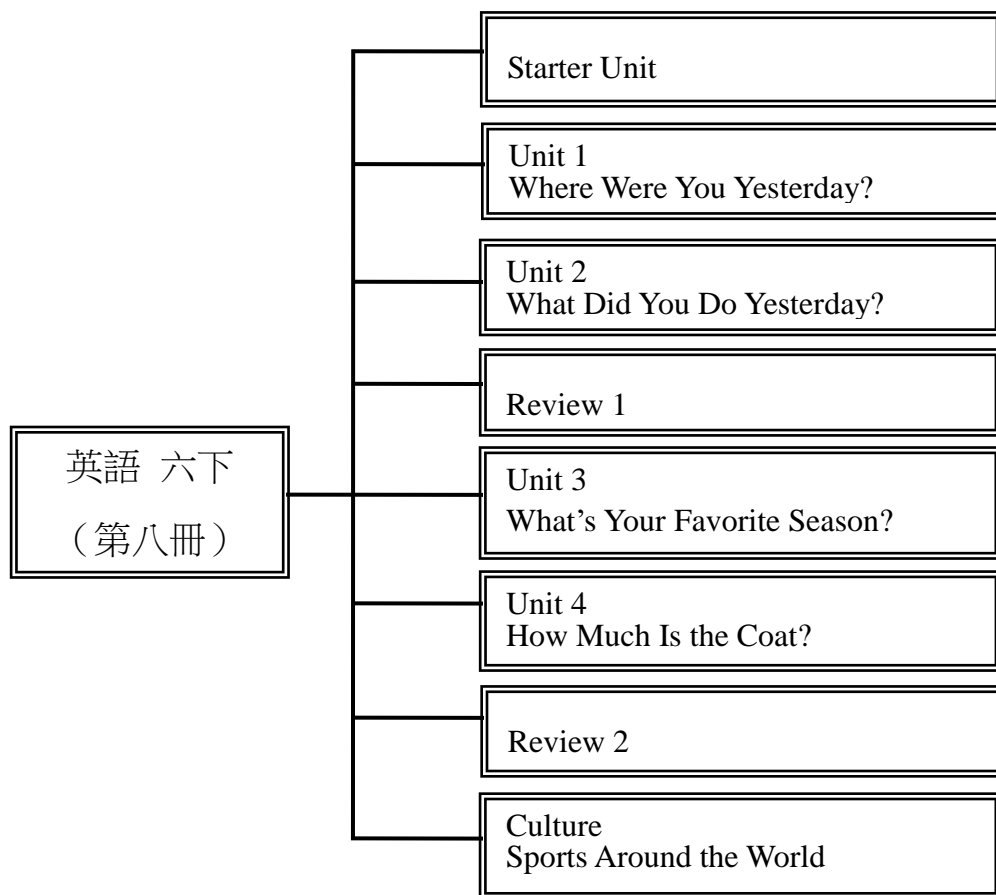 Starter Unit
Unit 1
Where Were You Yesterday?
Unit 2
What Did You Do Yesterday?
Review 1
英語 六下
（第八冊）
Unit 3
What’s Your Favorite Season?
Unit 4
How Much Is the Coat?
Review 2
Culture
Sports Around the World